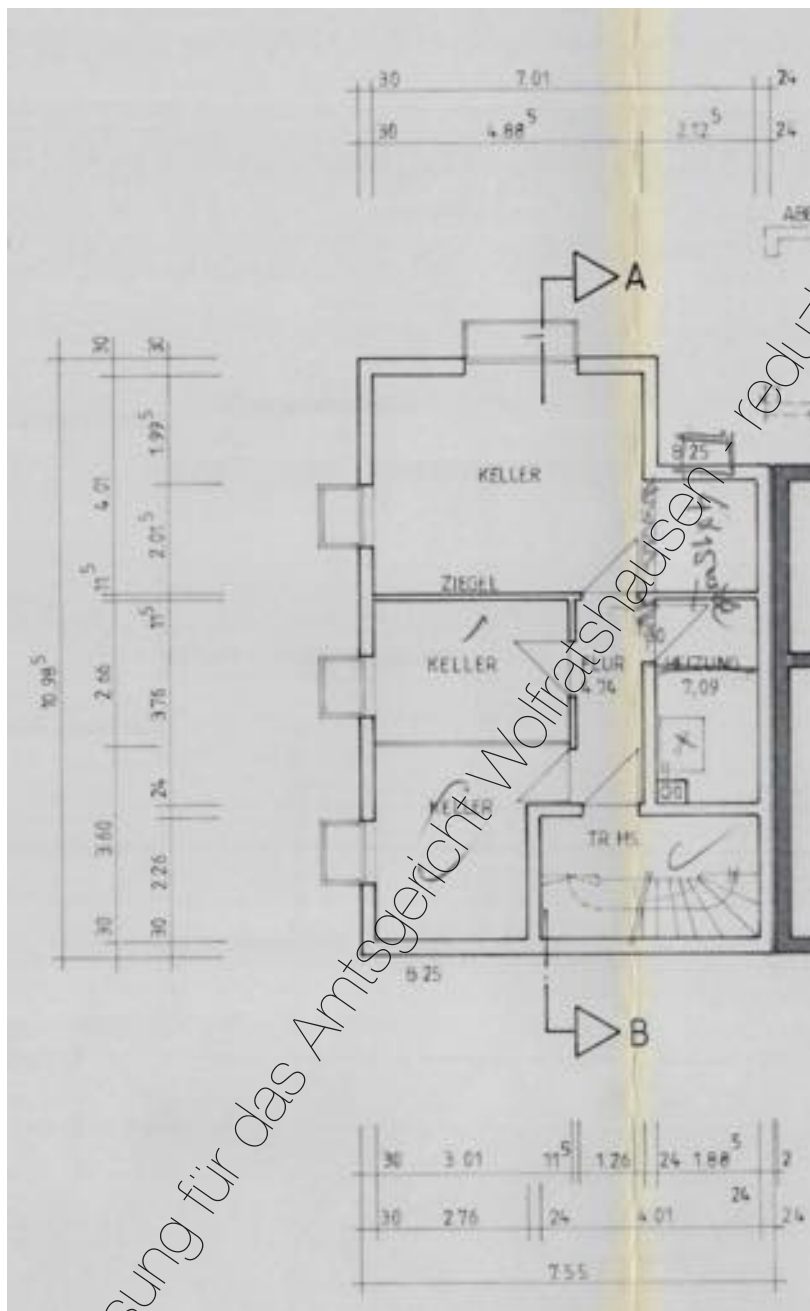 30 7.01 24
30 4.88⁵ 2.12⁵ 24
A
30 30
1.99⁵
4.01
2.01⁵
11⁵
11⁵
10.98⁵
2.66
3.76
24
3.60
2.26
30 30
B 25
KELLER
ZIEGEL
KELLER
FLUR
4.74
HEIZUNG
7,09
KELLER
TR.HS.
B 25
B
30 3.01 11⁵ 1.26 24 1.88⁵ 2
24
30 2.76 24 4.01 24
7.55
sung für das Amtsgericht Wolfratshausen - reduz